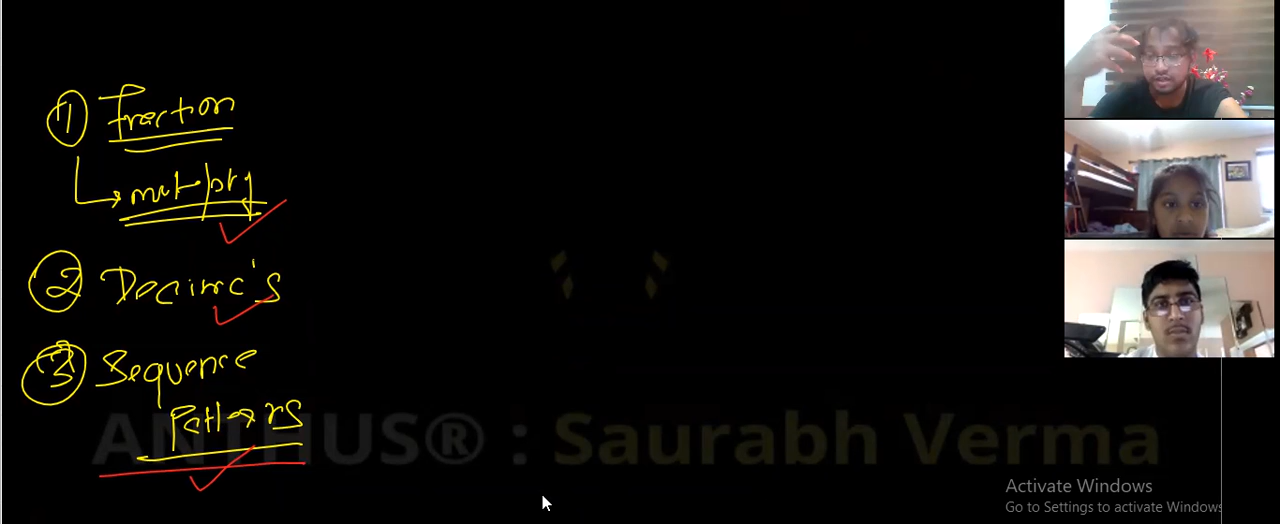 ① Fraction
multiply
② Decimal's
③ Sequence
Patterns
ANTHUS® : Saurabh Verma
Activate Windows
Go to Settings to activate Windows